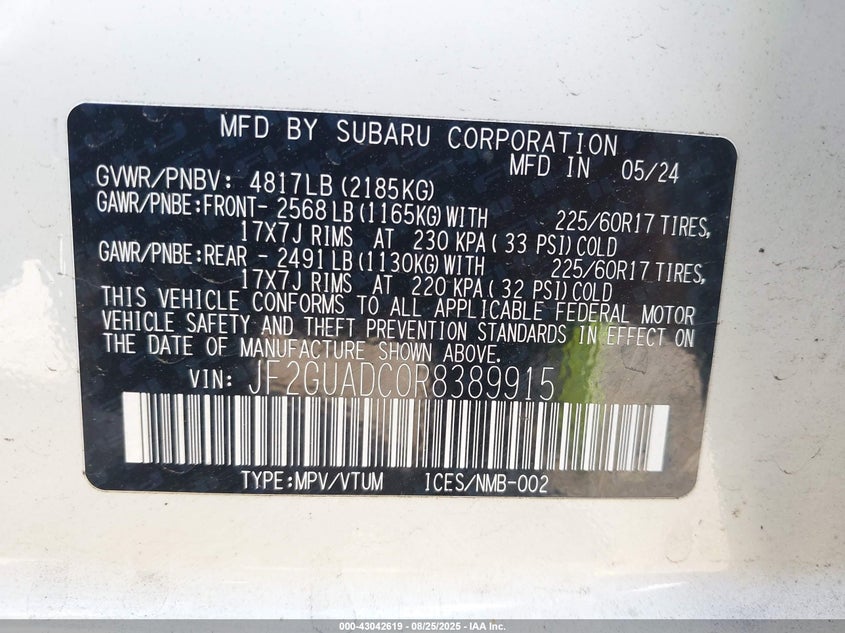 MFD BY SUBARU CORPORATION
MFD IN 05/24
GVWR/PNBV: 4817LB (2185KG)
GAWR/PNBE:FRONT- 2568 LB (1165KG) WITH 225/60R17 TIRES,
17X7J RIMS AT 230 KPA ( 33 PSI) COLD
GAWR/PNBE:REAR - 2491 LB (1130KG) WITH 225/60R17 TIRES,
17X7J RIMS AT 220 KPA ( 32 PSI) COLD
THIS VEHICLE CONFORMS TO ALL APPLICABLE FEDERAL MOTOR
VEHICLE SAFETY AND THEFT PREVENTION STANDARDS IN EFFECT ON
THE DATE OF MANUFACTURE SHOWN ABOVE.
VIN: JF2GUADC0R8389915
TYPE:MPV/VTUM ICES/NMB-002
000-43042619 - 08/25/2025 - IAA Inc.